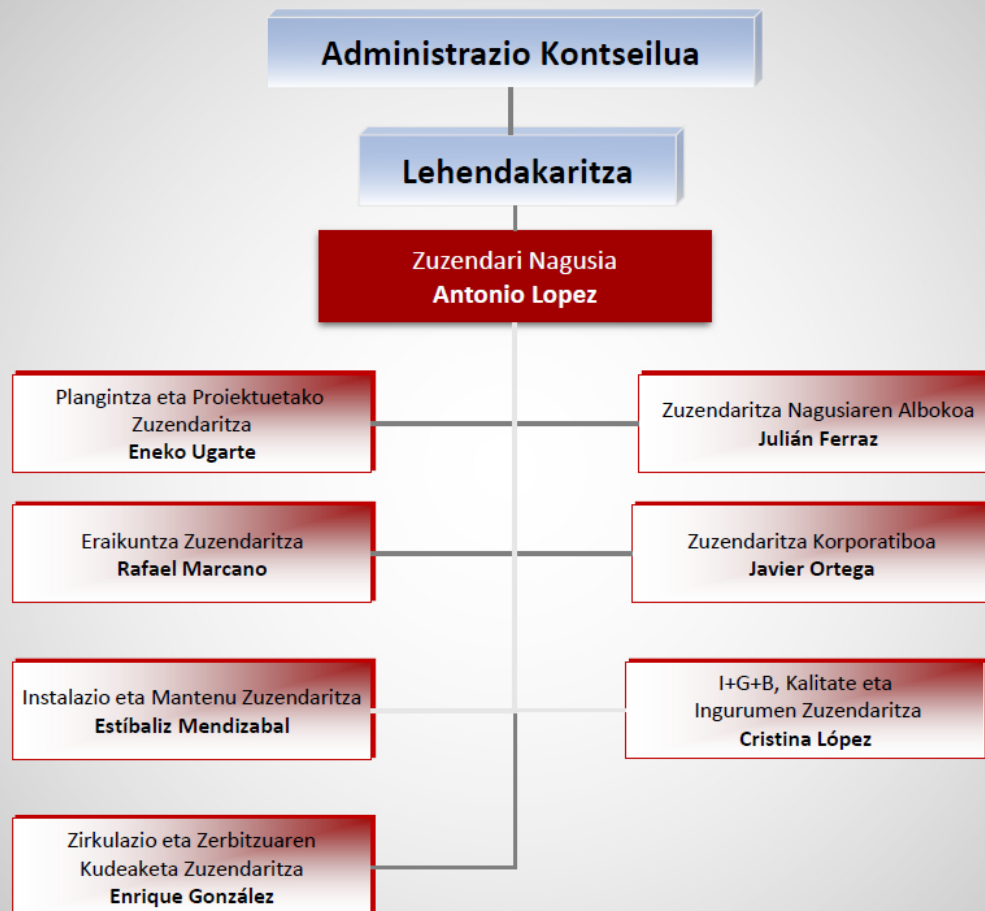 Administrazio Kontseilua
Lehendakaritza
Zuzendari Nagusia
Antonio Lopez
Plangintza eta Proiektuetako
Zuzendaritza
Eneko Ugarte
Zuzendaritza Nagusiaren Albokoa
Julián Ferraz
Eraikuntza Zuzendaritza
Rafael Marcano
Zuzendaritza Korporatiboa
Javier Ortega
Instalazio eta Mantenu Zuzendaritza
Estíbaliz Mendizabal
I+G+B, Kalitate eta
Ingurumen Zuzendaritza
Cristina López
Zirkulazio eta Zerbitzuaren
Kudeaketa Zuzendaritza
Enrique González